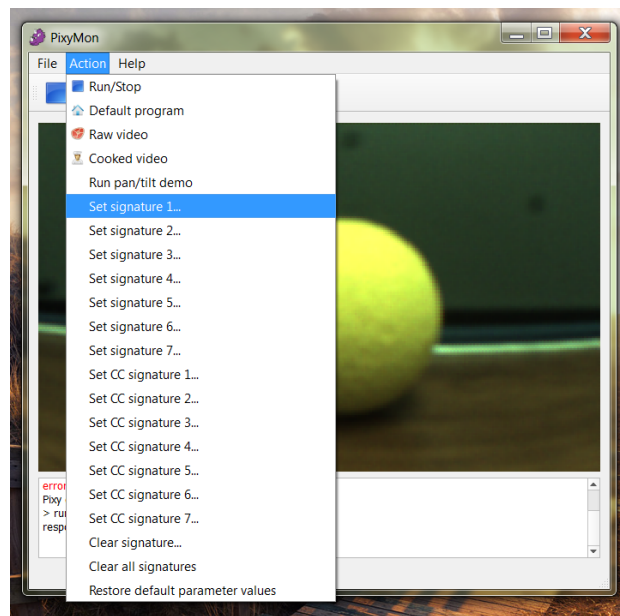 PixyMon
File Action Help
Run/Stop
Default program
Raw video
Cooked video
Run pan/tilt demo
Set signature 1...
Set signature 2...
Set signature 3...
Set signature 4...
Set signature 5...
Set signature 6...
Set signature 7...
Set CC signature 1...
Set CC signature 2...
Set CC signature 3...
Set CC signature 4...
Set CC signature 5...
Set CC signature 6...
Set CC signature 7...
Clear signature...
Clear all signatures
Restore default parameter values
error
Pixy
> ru
resp